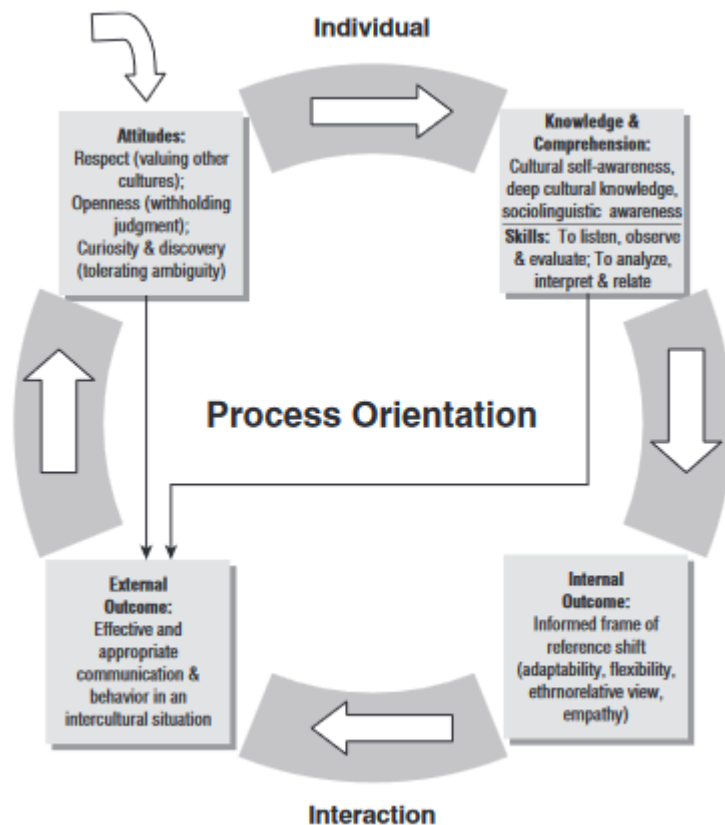 Individual
Attitudes:
Respect (valuing other
cultures);
Openness (withholding
judgment);
Curiosity & discovery
(tolerating ambiguity)
Knowledge &
Comprehension:
Cultural self-awareness,
deep cultural knowledge,
sociolinguistic awareness
Skills: To listen, observe
& evaluate; To analyze,
interpret & relate
Process Orientation
External
Outcome:
Effective and
appropriate
communication &
behavior in an
intercultural situation
Internal
Outcome:
Informed frame of
reference shift
(adaptability, flexibility,
ethrnorelative view,
empathy)
Interaction